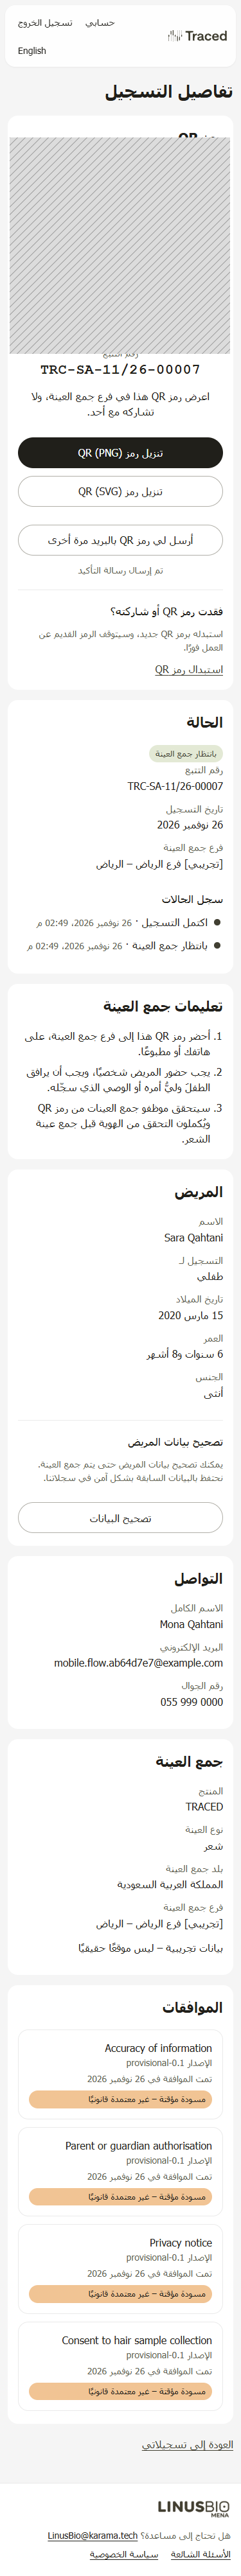 Traced
حسابي
تسجيل الخروج
English
تفاصيل التسجيل
TRC-SA-11/26-00007
اعرض رمز QR هذا في فرع جمع العينة، ولا
تشاركه مع أحد.
تنزيل رمز QR (PNG)
تنزيل رمز QR (SVG)
أرسل لي رمز QR بالبريد مرة أخرى
تم إرسال رسالة التأكيد
فقدت رمز QR أو شاركته؟
استبدله برمز QR جديد، وسيتوقف الرمز القديم عن
العمل فورًا.
استبدال رمز QR
الحالة
بانتظار جمع العينة
رقم التتبع
TRC-SA-11/26-00007
تاريخ التسجيل
26 نوفمبر 2026
فرع جمع العينة
[تجريبي] فرع الرياض – الرياض
سجل الحالات
اكتمل التسجيل · 26 نوفمبر 2026، 02:49 م
بانتظار جمع العينة · 26 نوفمبر 2026، 02:49 م
تعليمات جمع العينة
1. أحضر رمز QR هذا إلى فرع جمع العينة، على
هاتفك أو مطبوعًا.
2. يجب حضور المريض شخصيًا، ويجب أن يرافق
الطفلَ وليُّ أمره أو الوصي الذي سجّله.
3. سيتحقق موظفو جمع العينات من رمز QR
ويُكملون التحقق من الهوية قبل جمع عينة
الشعر.
المريض
الاسم
Sara Qahtani
التسجيل لـ
طفلي
تاريخ الميلاد
15 مارس 2020
العمر
6 سنوات و8 أشهر
الجنس
أنثى
تصحيح بيانات المريض
يمكنك تصحيح بيانات المريض حتى يتم جمع العينة.
نحتفظ بالبيانات السابقة بشكل آمن في سجلاتنا.
تصحيح البيانات
التواصل
الاسم الكامل
Mona Qahtani
البريد الإلكتروني
mobile.flow.ab64d7e7@example.com
رقم الجوال
055 999 0000
جمع العينة
المنتج
TRACED
نوع العينة
شعر
بلد جمع العينة
المملكة العربية السعودية
فرع جمع العينة
[تجريبي] فرع الرياض – الرياض
بيانات تجريبية – ليس موقعًا حقيقيًا
الموافقات
Accuracy of information
الإصدار provisional-0.1
تمت الموافقة في 26 نوفمبر 2026
مسودة مؤقتة – غير معتمدة قانونيًا
Parent or guardian authorisation
الإصدار provisional-0.1
تمت الموافقة في 26 نوفمبر 2026
مسودة مؤقتة – غير معتمدة قانونيًا
Privacy notice
الإصدار provisional-0.1
تمت الموافقة في 26 نوفمبر 2026
مسودة مؤقتة – غير معتمدة قانونيًا
Consent to hair sample collection
الإصدار provisional-0.1
تمت الموافقة في 26 نوفمبر 2026
مسودة مؤقتة – غير معتمدة قانونيًا
العودة إلى تسجيلاتي
LINUSBIO
MENA
هل تحتاج إلى مساعدة؟ LinusBio@karama.tech
الأسئلة الشائعة
سياسة الخصوصية